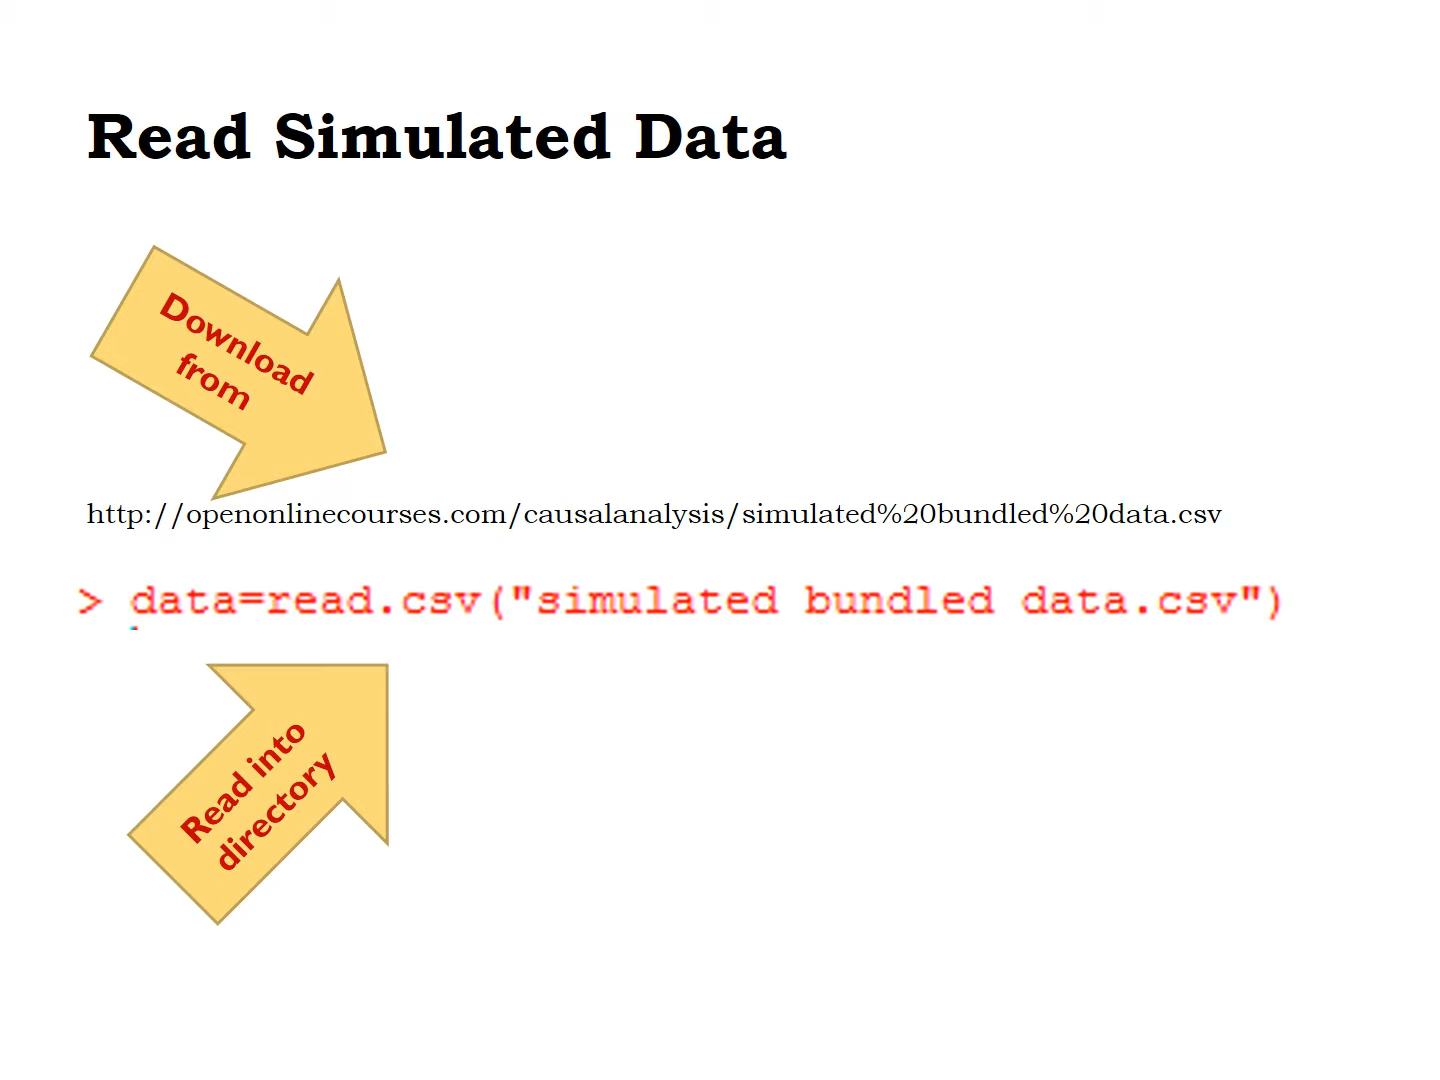 Read Simulated Data
Download
from
http://openonlinecourses.com/causalanalysis/simulated%20bundled%20data.csv
> data=read.csv("simulated bundled data.csv")
Read into
directory